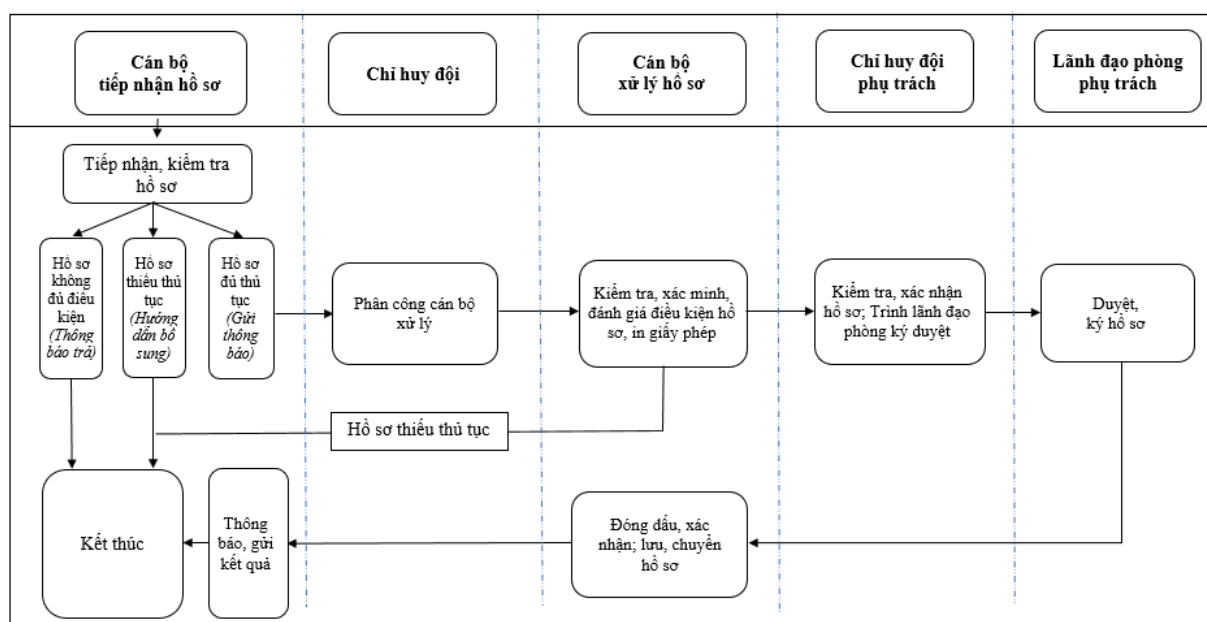 Cán bộ
tiếp nhận hồ sơ
Chỉ huy đội
Cán bộ
xử lý hồ sơ
Chỉ huy đội
phụ trách
Lãnh đạo phòng
phụ trách
Tiếp nhận, kiểm tra
hồ sơ
Hồ sơ
không
đủ điều
kiện
(Thông
báo trả)
Hồ sơ
thiếu thủ
tục
(Hướng
dẫn bổ
sung)
Hồ sơ
đủ thủ
tục
(Gửi
thông
báo)
Phân công cán bộ
xử lý
Kiểm tra, xác minh,
đánh giá điều kiện hồ
sơ, in giấy phép
Kiểm tra, xác nhận
hồ sơ; Trình lãnh đạo
phòng ký duyệt
Duyệt,
ký hồ sơ
Hồ sơ thiếu thủ tục
Kết thúc
Thông
báo, gửi
kết quả
Đóng dấu, xác
nhận; lưu, chuyển
hồ sơ